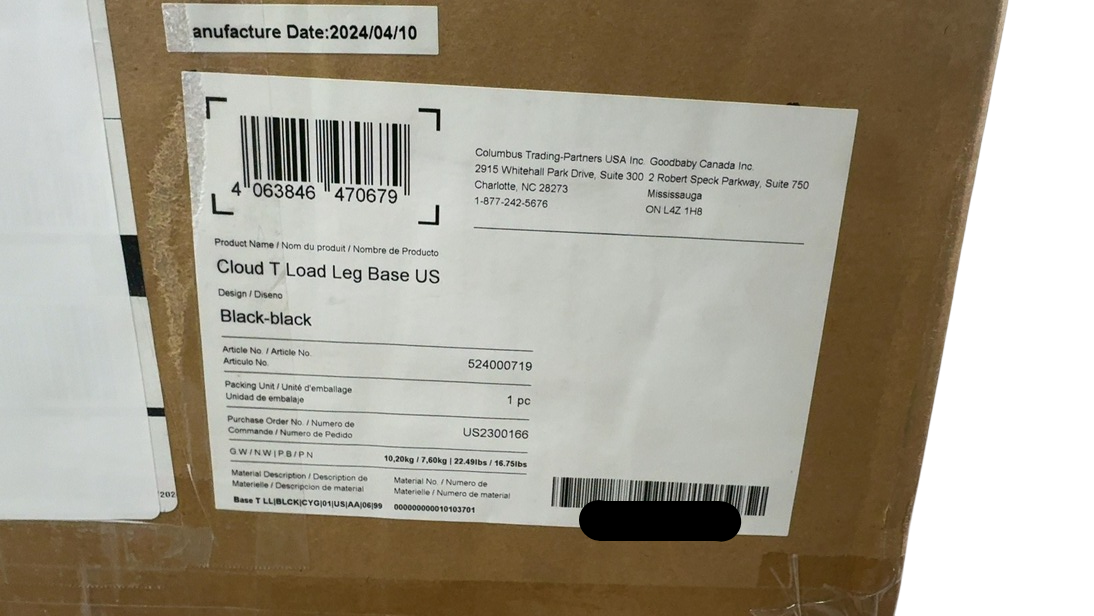 anufacture Date:2024/04/10
4 063846 470679
Columbus Trading-Partners USA Inc.
2915 Whitehall Park Drive, Suite 300
Charlotte, NC 28273
1-877-242-5676
Goodbaby Canada Inc.
2 Robert Speck Parkway, Suite 750
Mississauga
ON L4Z 1H8
Product Name / Nom du produit / Nombre de Producto
Cloud T Load Leg Base US
Design / Diseno
Black-black
Article No. / Article No.
Articulo No.
524000719
Packing Unit / Unité d'emballage
Unidad de embalaje
1 pc
Purchase Order No. / Numero de
Commande / Numero de Pedido
US2300166
G.W / N.W | P.B / P.N
10,20kg / 7,60kg | 22.49lbs / 16.75lbs
Material Description / Description de
Materielle / Descripcion de material
Base T LL|BLCK|CYG|01|US|AA|06|99
Material No. / Numero de
Materielle / Numero de material
000000000010103701
/202